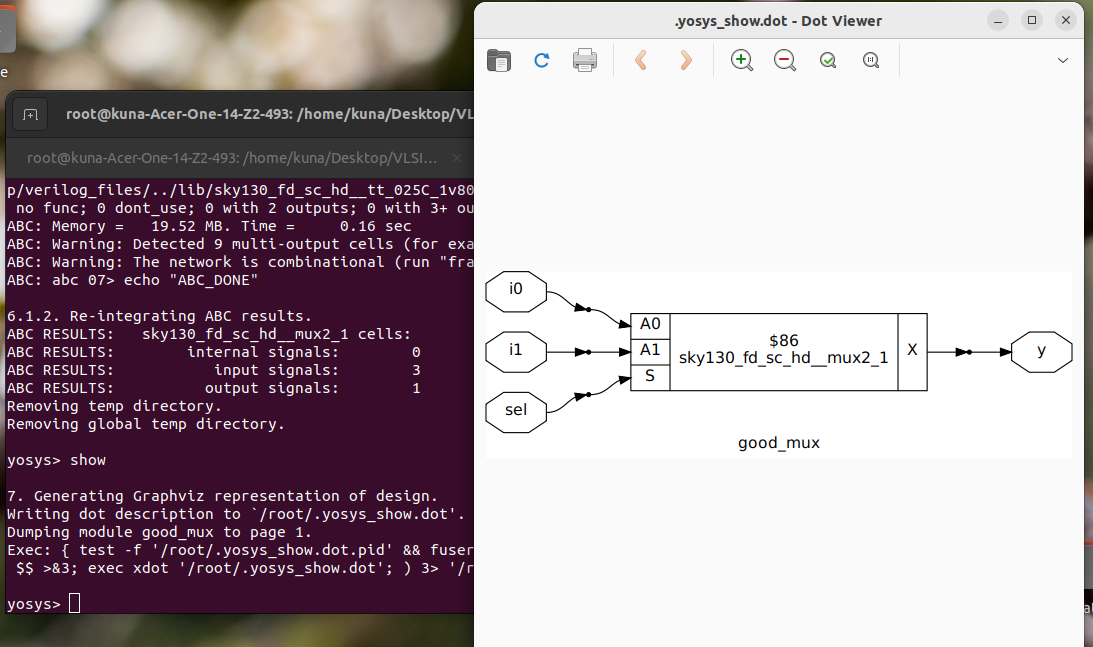 .yosys_show.dot - Dot Viewer
e
root@kuna-Acer-One-14-Z2-493: /home/kuna/Desktop/VL
root@kuna-Acer-One-14-Z2-493: /home/kuna/Desktop/VLSI...
p/verilog_files/../lib/sky130_fd_sc_hd__tt_025C_1v80
no func; 0 dont_use; 0 with 2 outputs; 0 with 3+ ou
ABC: Memory =   19.52 MB. Time =     0.16 sec
ABC: Warning: Detected 9 multi-output cells (for exa
ABC: Warning: The network is combinational (run "fra
ABC: abc 07> echo "ABC_DONE"
6.1.2. Re-integrating ABC results.
ABC RESULTS:   sky130_fd_sc_hd__mux2_1 cells:
ABC RESULTS:        internal signals:        0
ABC RESULTS:           input signals:        3
ABC RESULTS:          output signals:        1
Removing temp directory.
Removing global temp directory.
yosys> show
7. Generating Graphviz representation of design.
Writing dot description to `/root/.yosys_show.dot'.
Dumping module good_mux to page 1.
Exec: { test -f '/root/.yosys_show.dot.pid' && fuser
$$ >&3; exec xdot '/root/.yosys_show.dot'; ) 3> '/r
yosys>
i0
i1
sel
A0
A1
S
$86
sky130_fd_sc_hd__mux2_1
X
y
good_mux